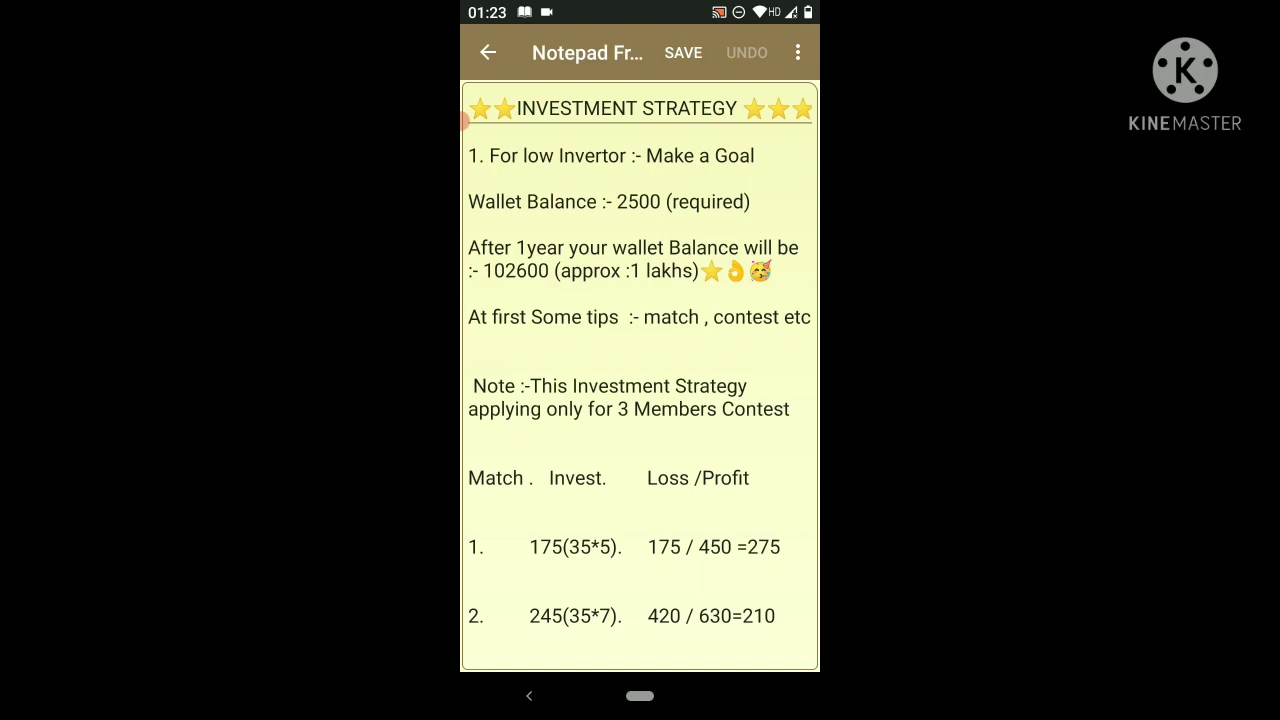 01:23
HD
Notepad Fr... SAVE UNDO
⭐⭐INVESTMENT STRATEGY ⭐⭐⭐
1. For low Invertor :- Make a Goal
Wallet Balance :- 2500 (required)
After 1year your wallet Balance will be
:- 102600 (approx :1 lakhs)⭐👌🥳
At first Some tips :- match , contest etc
Note :-This Investment Strategy
applying only for 3 Members Contest
Match . Invest. Loss /Profit
1. 175(35*5). 175 / 450 =275
2. 245(35*7). 420 / 630=210
K
KINEMASTER